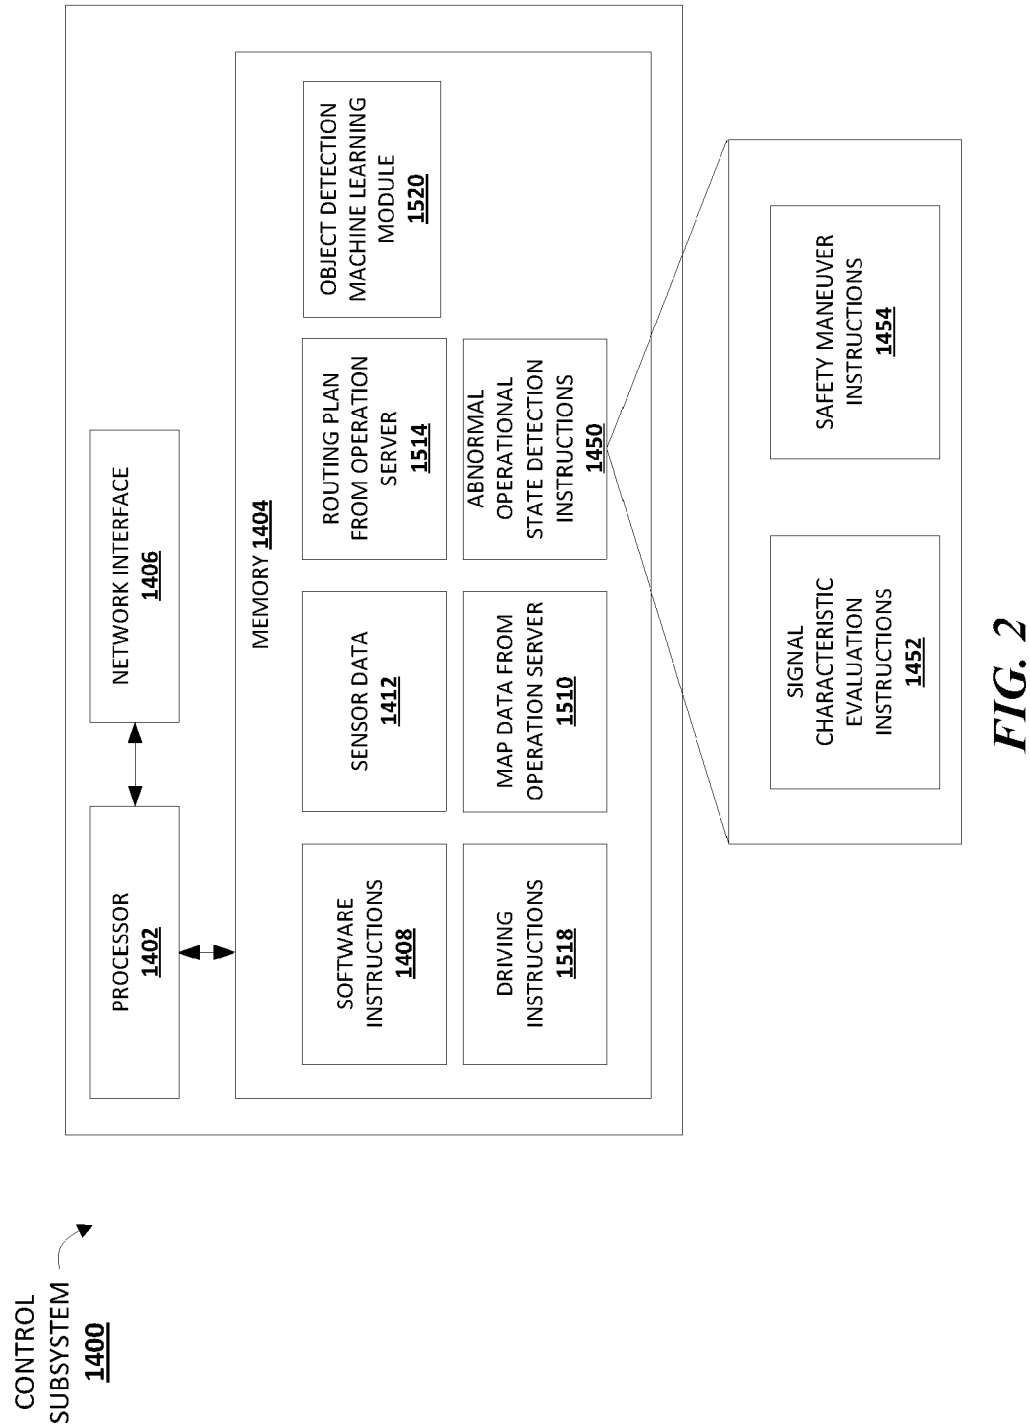 CONTROL
SUBSYSTEM
1400
PROCESSOR
1402
NETWORK INTERFACE
1406
MEMORY 1404
SOFTWARE
INSTRUCTIONS
1408
SENSOR DATA
1412
ROUTING PLAN
FROM OPERATION
SERVER
1514
OBJECT DETECTION
MACHINE LEARNING
MODULE
1520
DRIVING
INSTRUCTIONS
1518
MAP DATA FROM
OPERATION SERVER
1510
ABNORMAL
OPERATIONAL
STATE DETECTION
INSTRUCTIONS
1450
SIGNAL
CHARACTERISTIC
EVALUATION
INSTRUCTIONS
1452
SAFETY MANEUVER
INSTRUCTIONS
1454
FIG. 2